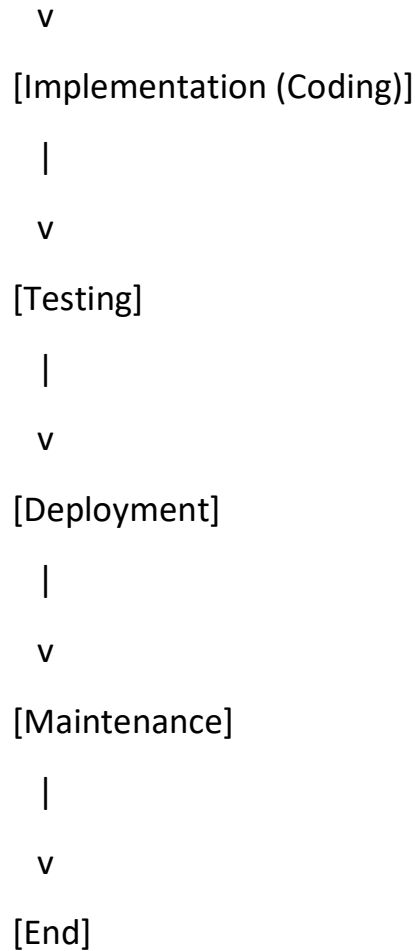 v
[Implementation (Coding)]
|
v
[Testing]
|
v
[Deployment]
|
v
[Maintenance]
|
v
[End]